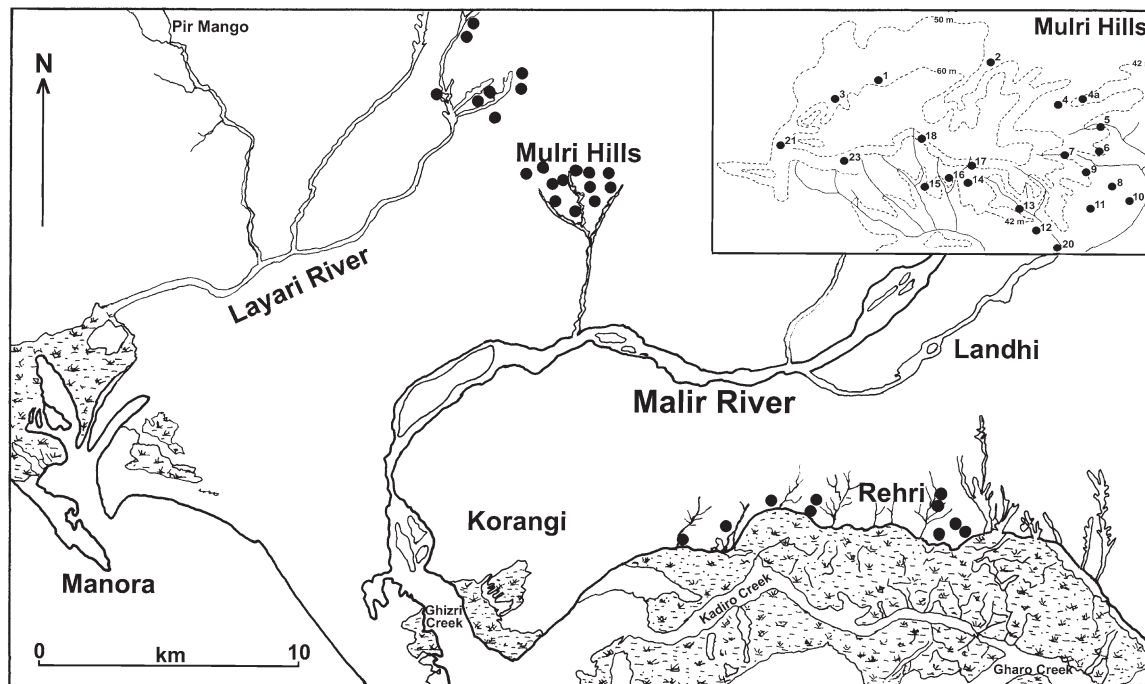 Pir Mango
N
Mulri Hills
Layari River
Landhi
Malir River
Rehri
Korangi
Manora
Ghizri
Creek
Kadiro Creek
Gharo Creek
0
km
10
Mulri Hills
50 m
60 m
42 m
1
2
3
4
4a
5
6
7
8
9
10
11
12
13
42 m
14
15
16
17
18
20
21
23